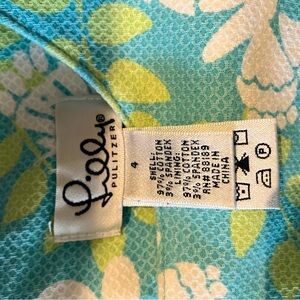 Lilly®
PULITZER
4
SHELL:
97% COTTON
3% SPANDEX
LINING:
97% COTTON
3% SPANDEX
RN# 88189
MADE IN
CHINA
P